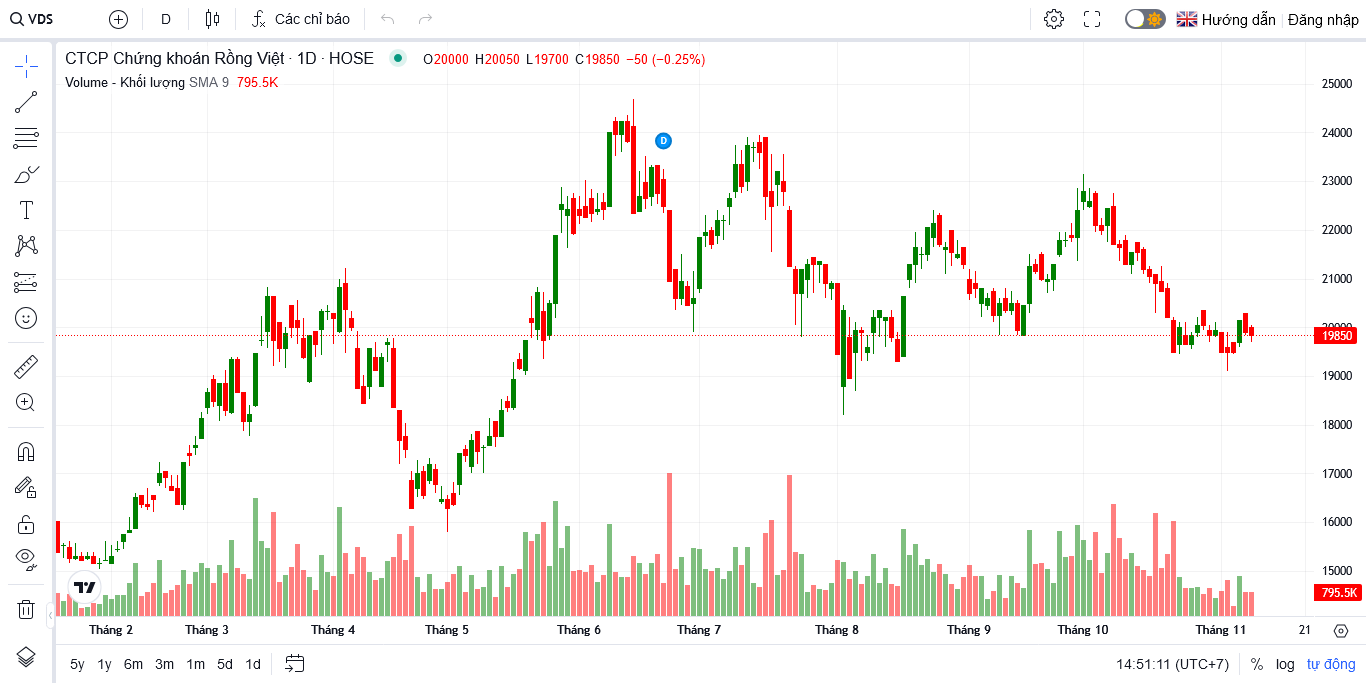 VDS D Các chỉ báo Hướng dẫn Đăng nhập
CTCP Chứng khoán Rồng Việt · 1D · HOSE O20000 H20050 L19700 C19850 −50 (−0.25%)
Volume - Khối lượng SMA 9 795.5K
D
25000
24000
23000
22000
21000
20000
19850
19000
18000
17000
16000
15000
795.5K
Tháng 2 Tháng 3 Tháng 4 Tháng 5 Tháng 6 Tháng 7 Tháng 8 Tháng 9 Tháng 10 Tháng 11 21
5y 1y 6m 3m 1m 5d 1d 14:51:11 (UTC+7) % log tự động